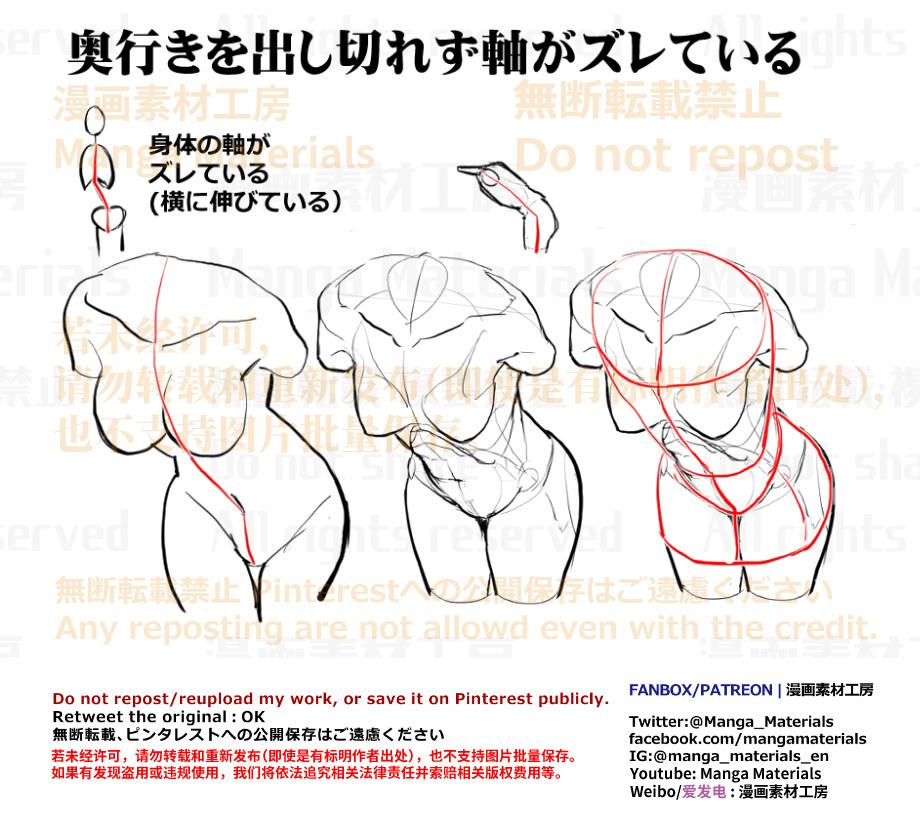 奥行きを出し切れず軸がズレている
漫画素材工房
無断転載禁止
Manga Materials
Do not repost
身体の軸が
ズレている
(横に伸びている)
若未经许可,
请勿转载和重新发布(即使是有标明作者出处),
也不支持图片批量保存。
無断転載禁止 Pinterestへの公開保存はご遠慮ください
Any reposting are not allowd even with the credit.
Do not repost/reupload my work, or save it on Pinterest publicly.
Retweet the original : OK
無断転載、ピンタレストへの公開保存はご遠慮ください
若未经许可，请勿转载和重新发布(即使是有标明作者出处)，也不支持图片批量保存。
如果有发现盗用或违规使用，我们将依法追究相关法律责任并索赔相关版权费用等。
FANBOX/PATREON | 漫画素材工房
Twitter:@Manga_Materials
facebook.com/mangamaterials
IG:@manga_materials_en
Youtube: Manga Materials
Weibo/爱发电 : 漫画素材工房